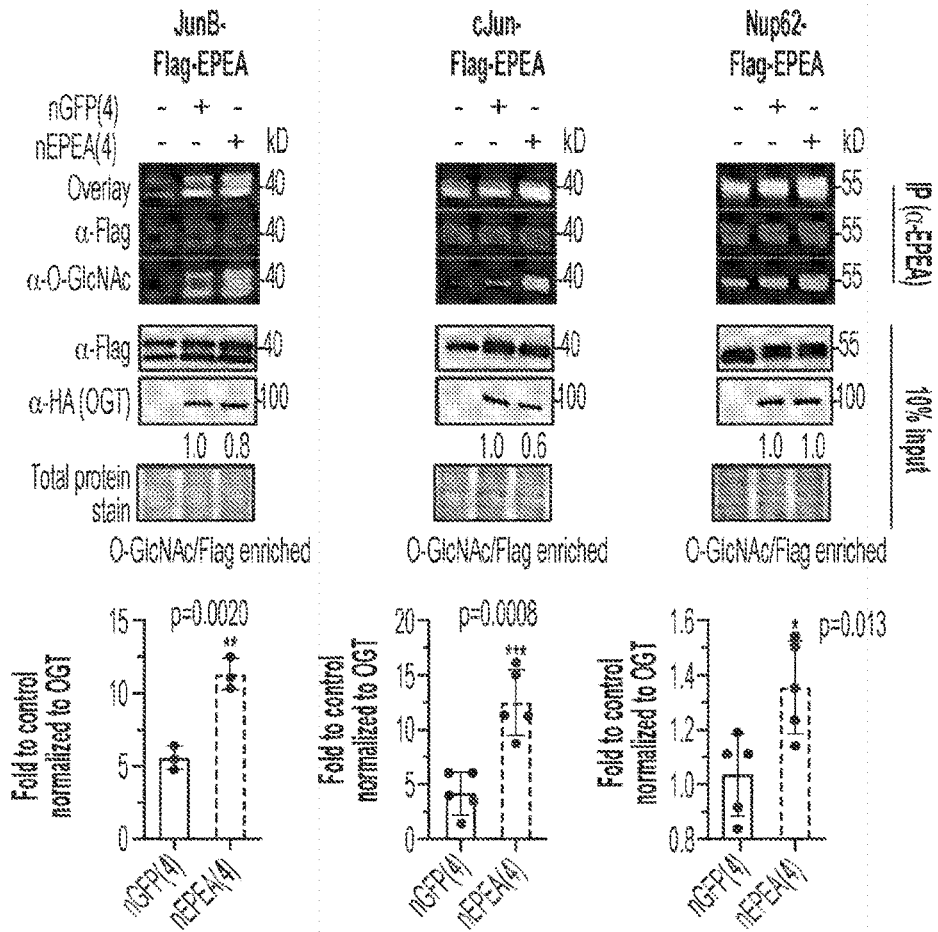 JunB-
Flag-EPEA
cJun-
Flag-EPEA
Nup62-
Flag-EPEA
nGFP(4) - + - - + - - + -
nEPEA(4) - - + kD - - + kD - - + kD
Overlay -40 -40 -55
α-Flag -40 -40 -55
α-O-GlcNAc -40 -40 -55
IP (α-EPEA)
α-Flag -40 -40 -55
α-HA (OGT) -100 -100 -100
1.0 0.8 1.0 0.6 1.0 1.0
Total protein
stain
10% input
O-GlcNAc/Flag enriched O-GlcNAc/Flag enriched O-GlcNAc/Flag enriched
Fold to control
normalized to OGT
15
10
5
0
p=0.0020
**
nGFP(4)
nEPEA(4)
Fold to control
normalized to OGT
20
15
10
5
0
p=0.0008
***
nGFP(4)
nEPEA(4)
Fold to control
normalized to OGT
1.6
1.4
1.2
1.0
0.8
*
p=0.013
nGFP(4)
nEPEA(4)